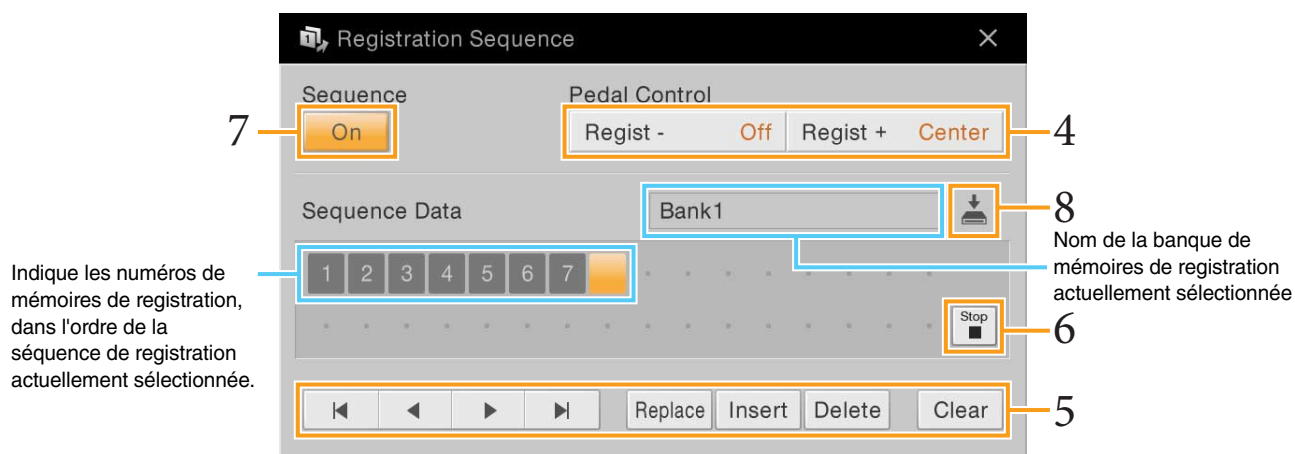 Registration Sequence
Sequence
Pedal Control
7
On
Regist - Off
Regist + Center
4
Sequence Data
Bank1
8
Indique les numéros de
mémoires de registration,
dans l'ordre de la
séquence de registration
actuellement sélectionnée.
1 2 3 4 5 6 7
Nom de la banque de
mémoires de registration
actuellement sélectionnée
Stop
6
Replace Insert Delete Clear
5